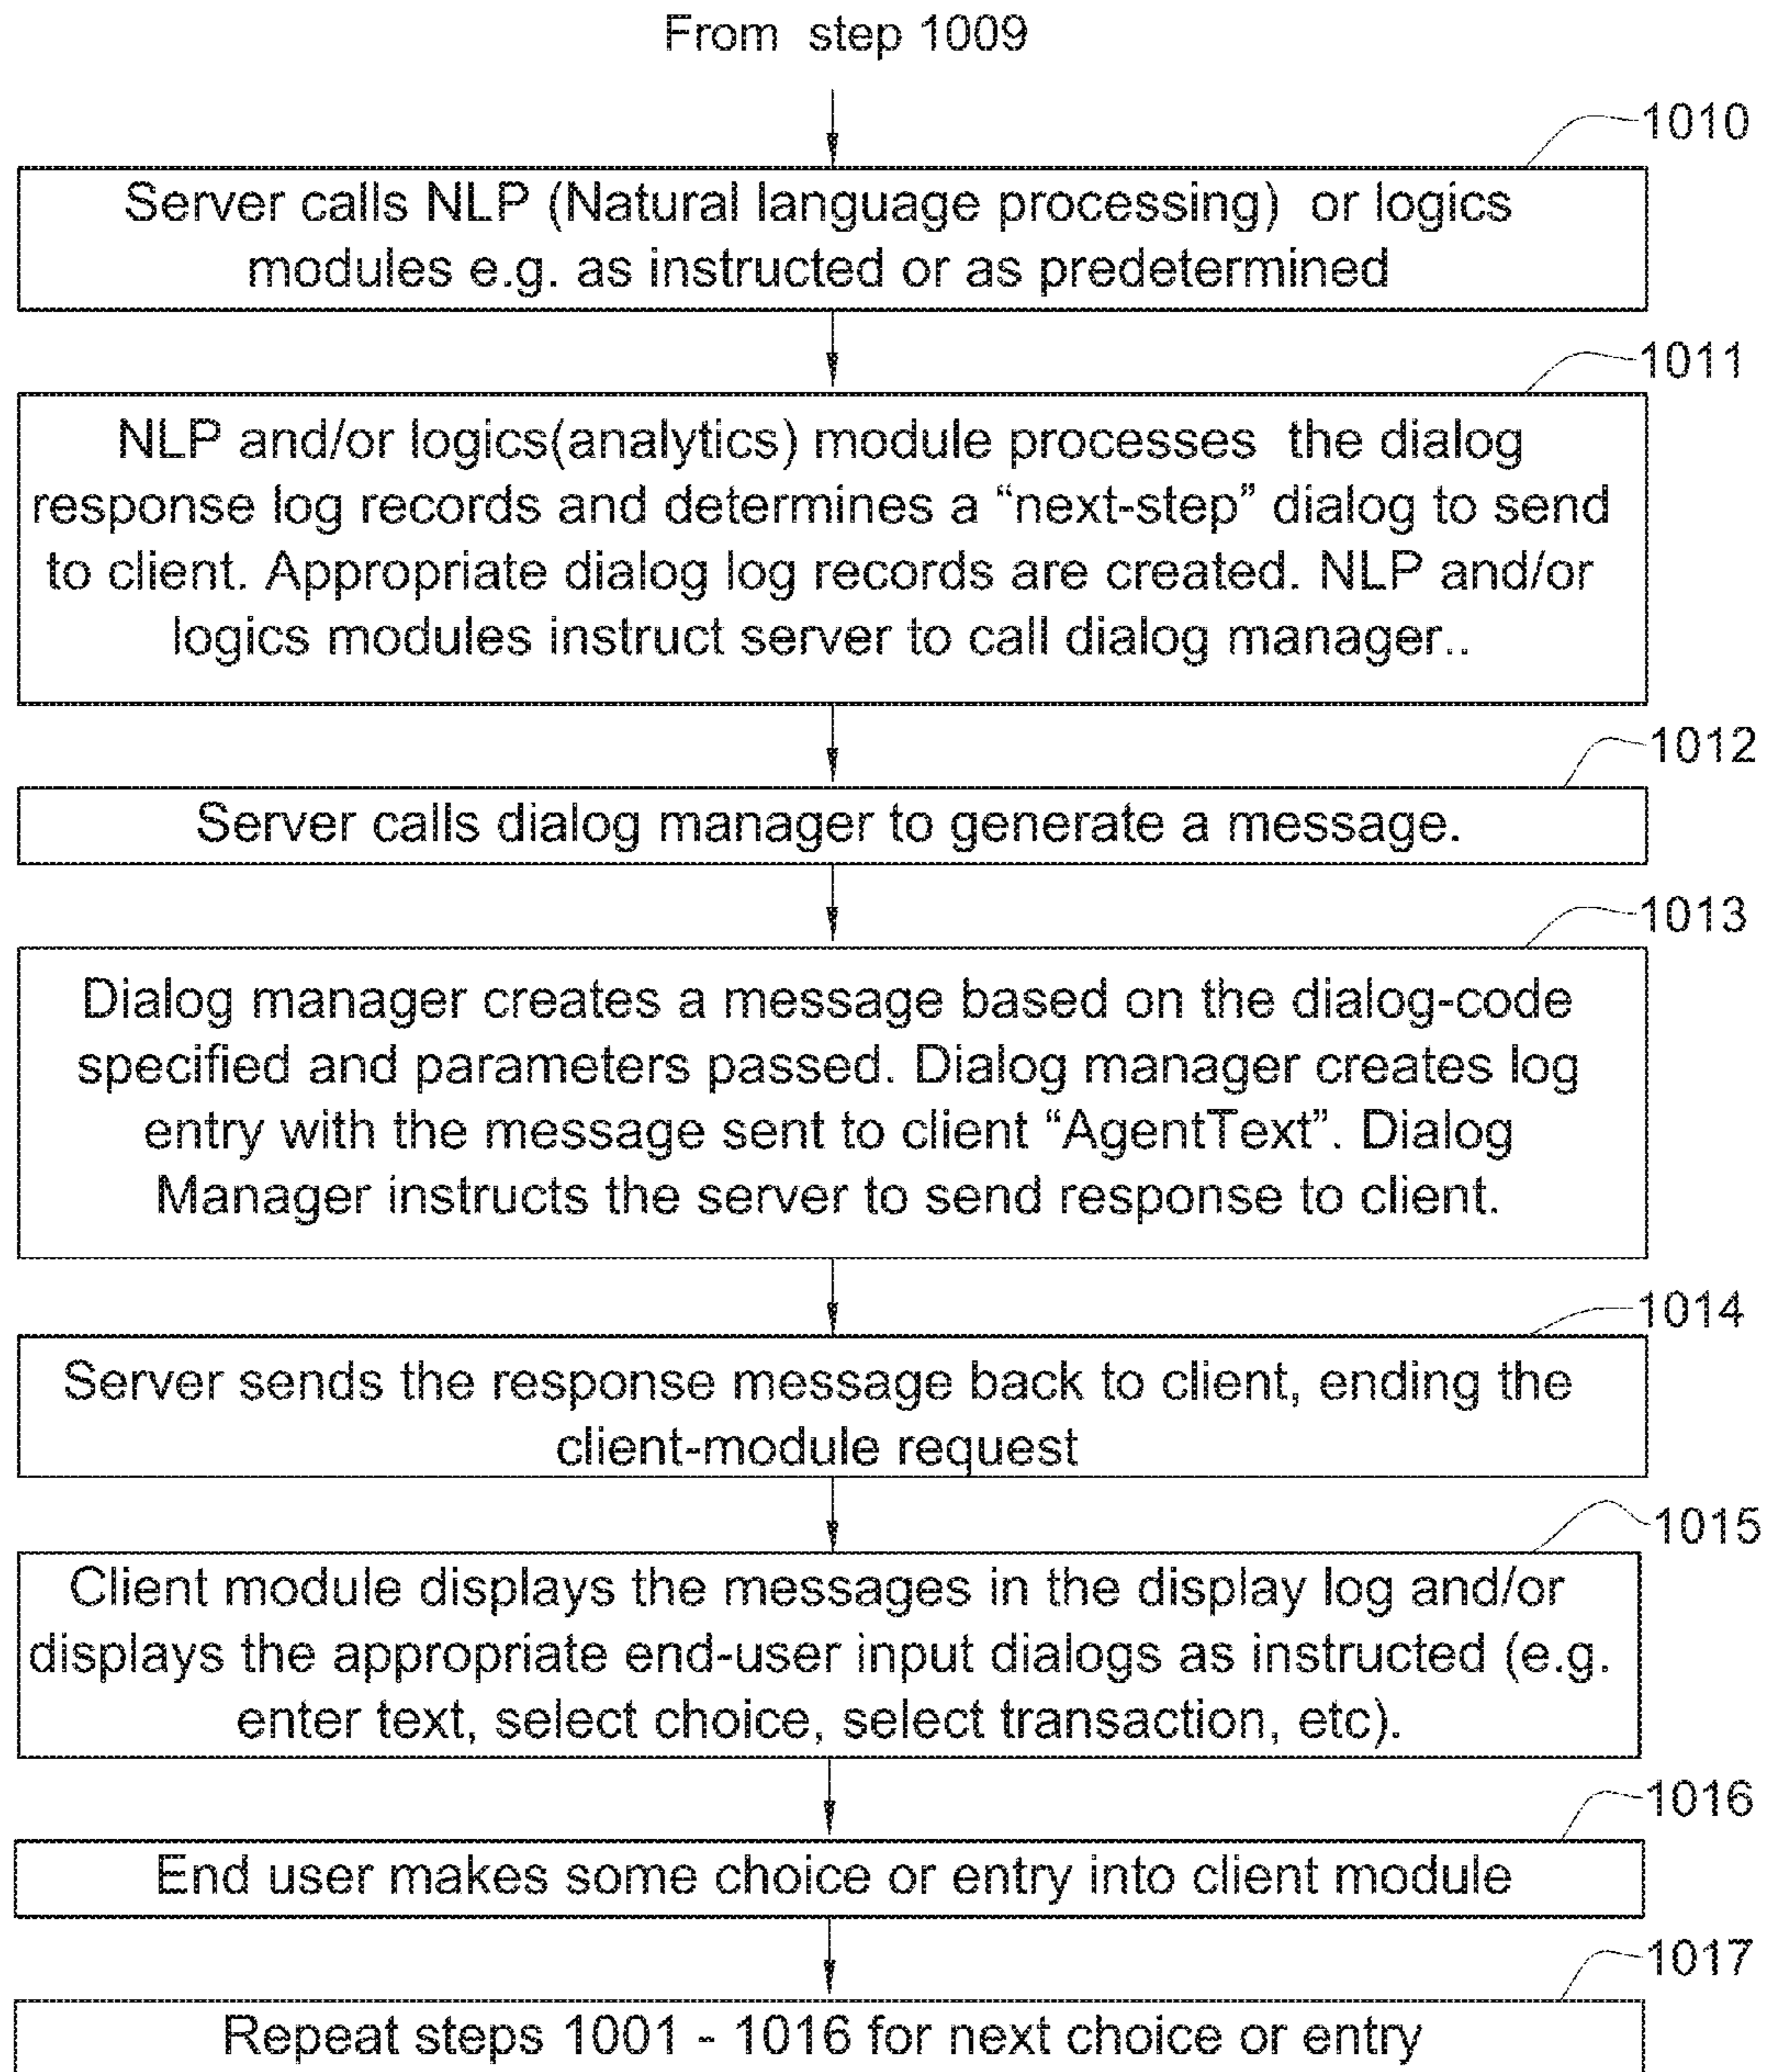 From step 1009
1010
Server calls NLP (Natural language processing) or logics
modules e.g. as instructed or as predetermined
1011
NLP and/or logics(analytics) module processes the dialog
response log records and determines a “next-step” dialog to send
to client. Appropriate dialog log records are created. NLP and/or
logics modules instruct server to call dialog manager..
1012
Server calls dialog manager to generate a message.
1013
Dialog manager creates a message based on the dialog-code
specified and parameters passed. Dialog manager creates log
entry with the message sent to client “AgentText”. Dialog
Manager instructs the server to send response to client.
1014
Server sends the response message back to client, ending the
client-module request
1015
Client module displays the messages in the display log and/or
displays the appropriate end-user input dialogs as instructed (e.g.
enter text, select choice, select transaction, etc).
1016
End user makes some choice or entry into client module
1017
Repeat steps 1001 - 1016 for next choice or entry